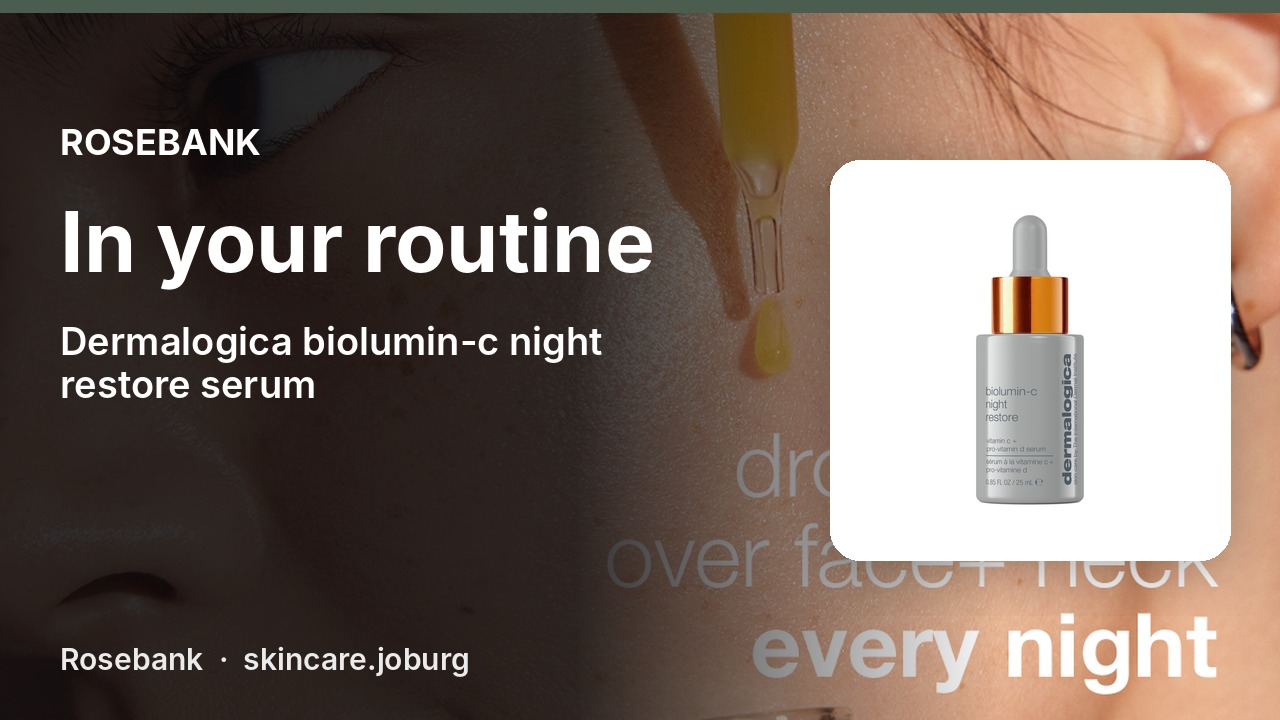 ROSEBANK
In your routine
Dermalogica biolumin-c night
restore serum
Rosebank · skincare.joburg
biolumin-c
night
restore
vitamin c +
pro-vitamin d serum
sérum à la vitamine c +
pro-vitamine d
0.85 FL OZ / 25 mL ℮
dermalogica
over face+ neck
every night